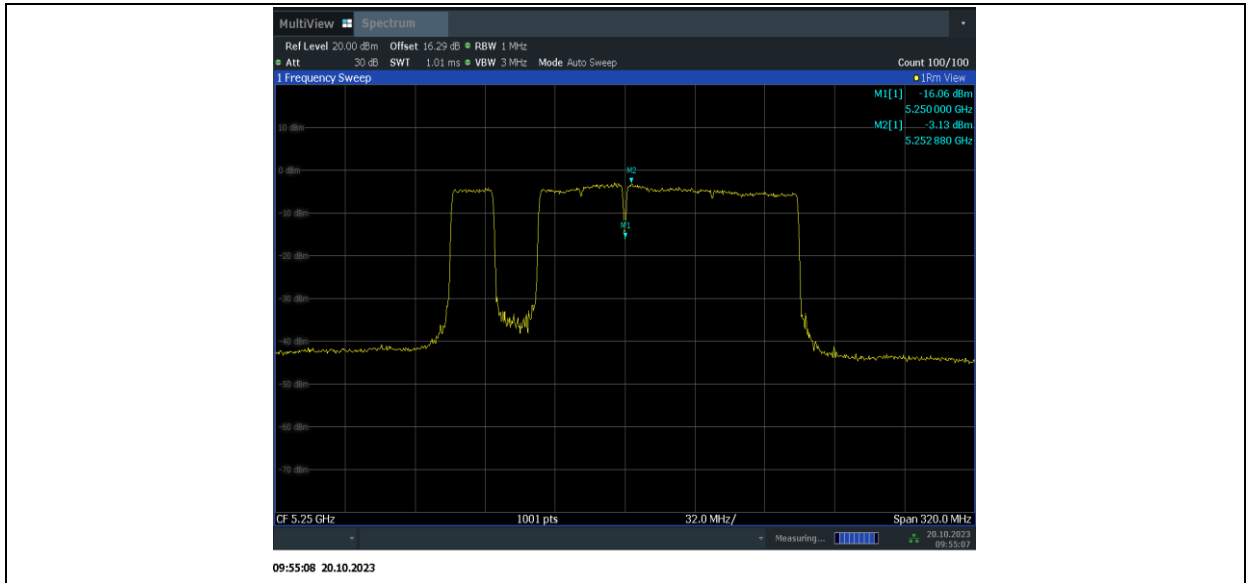 MultiView Spectrum
Ref Level 20.00 dBm Offset 16.29 dB RBW 1 MHz
Att 30 dB SWT 1.01 ms VBW 3 MHz Mode Auto Sweep Count 100/100
1 Frequency Sweep 1Rm View
M1[1] -16.06 dBm
5.250 000 GHz
10 dBm
M2[1] -3.13 dBm
5.252 880 GHz
0 dBm
M2
-10 dBm
M1
-20 dBm
-30 dBm
-40 dBm
-50 dBm
-60 dBm
-70 dBm
CF 5.25 GHz 1001 pts 32.0 MHz/ Span 320.0 MHz
Measuring... 20.10.2023
09:55:07
09:55:08 20.10.2023